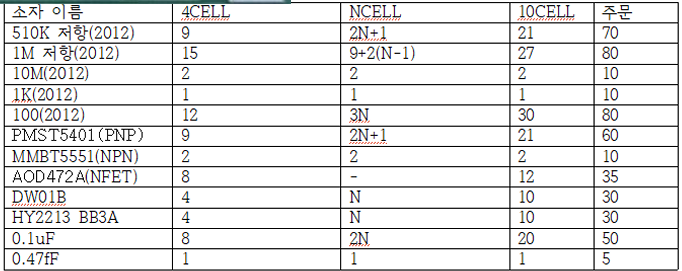 소자 이름 4CELL NCELL 10CELL 주문
510K 저항(2012) 9 2N+1 21 70
1M 저항(2012) 15 9+2(N-1) 27 80
10M(2012) 2 2 2 10
1K(2012) 1 1 1 10
100(2012) 12 3N 30 80
PMST5401(PNP) 9 2N+1 21 60
MMBT5551(NPN) 2 2 2 10
AOD472A(NFET) 8 - 12 35
DW01B 4 N 10 30
HY2213 BB3A 4 N 10 30
0.1uF 8 2N 20 50
0.47fF 1 1 1 5